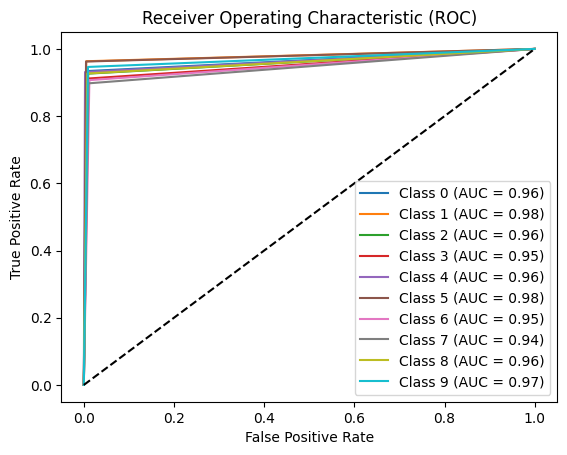 Receiver Operating Characteristic (ROC)
1.0
0.8
0.6
0.4
0.2
0.0
True Positive Rate
Class 0 (AUC = 0.96)
Class 1 (AUC = 0.98)
Class 2 (AUC = 0.96)
Class 3 (AUC = 0.95)
Class 4 (AUC = 0.96)
Class 5 (AUC = 0.98)
Class 6 (AUC = 0.95)
Class 7 (AUC = 0.94)
Class 8 (AUC = 0.96)
Class 9 (AUC = 0.97)
0.0 0.2 0.4 0.6 0.8 1.0
False Positive Rate